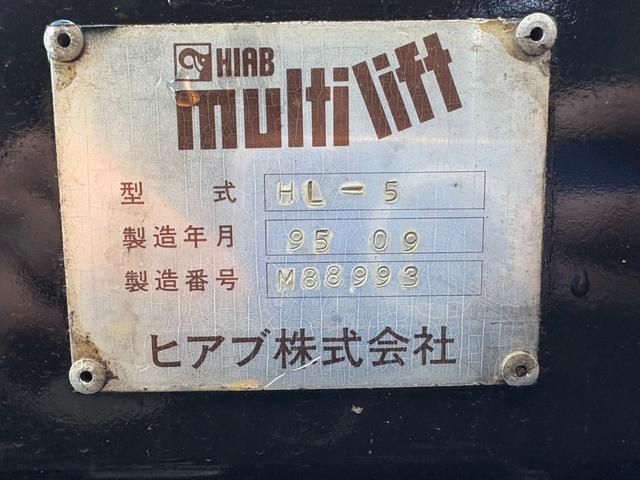 HIAB
multilift
型式 HL-5
製造年月 95 09
製造番号 M88993
ヒアブ株式会社